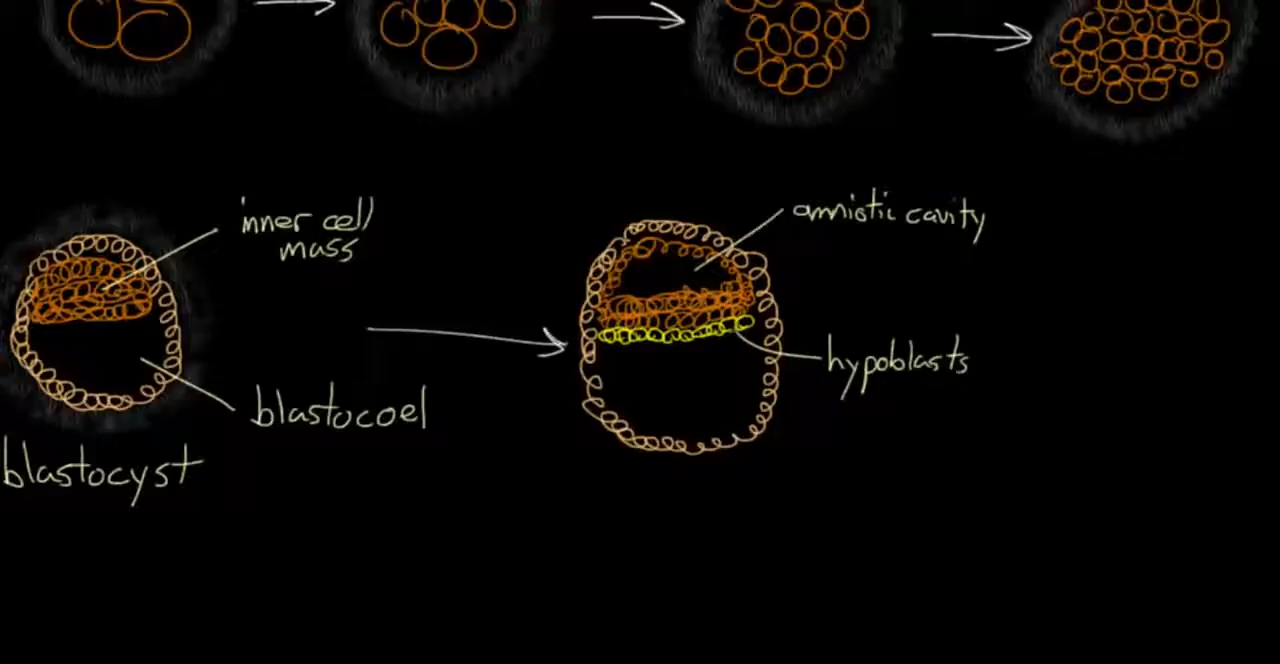 inner cell
mass
amniotic cavity
hypoblasts
blastocoel
blastocyst